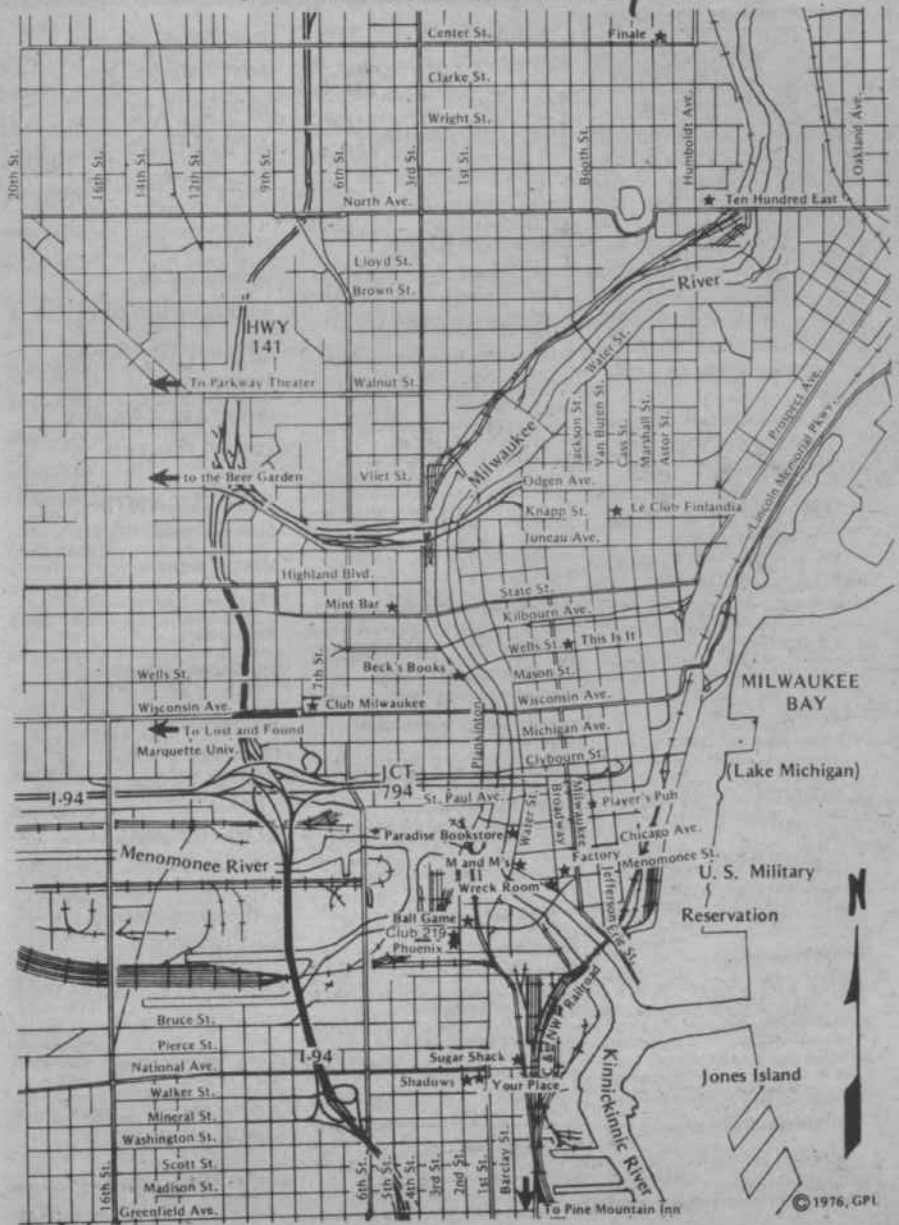 Center St.
Finale
Clarke St.
Wright St.
20th St.
16th St.
14th St.
12th St.
9th St.
6th St.
3rd St.
1st St.
Booth St.
Humboldt Ave.
Oakland Ave.
North Ave.
Ten Hundred East
Lloyd St.
Brown St.
River
HWY
141
Water St.
To Parkway Theater
Walnut St.
Jackson St.
Van Buren St.
Cass St.
Marshall St.
Astor St.
Prospect Ave.
Lincoln Memorial Pkwy.
Milwaukee
to the Beer Garden
Vliet St.
Odgen Ave.
Knapp St.
Le Club Finlandia
Juneau Ave.
Highland Blvd.
State St.
Mint Bar
Kilbourn Ave.
Wells St.
This Is It
Beck's Books
Mason St.
Wells St.
7th St.
Wisconsin Ave.
MILWAUKEE
BAY
Wisconsin Ave.
Club Milwaukee
Plankinton
Michigan Ave.
To Lost and Found
Marquette Univ.
Clybourn St.
(Lake Michigan)
JCT
794
I-94
St. Paul Ave.
Water St.
Broadway
Milwaukee
Player's Pub
Paradise Bookstore
Chicago Ave.
Menomonee River
M and M's
Factory
Menomonee St.
U. S. Military
Reservation
Wreck Room
Jefferson
Erie St.
N
Ball Game
Club 219
Phoenix
C and NW Railroad
Bruce St.
Pierce St.
I-94
Sugar Shack
National Ave.
Shadows
Your Place
Kinnickinnic River
Jones Island
Walker St.
Mineral St.
Washington St.
Scott St.
Madison St.
Greenfield Ave.
16th St.
6th St.
5th St.
4th St.
3rd St.
2nd St.
1st St.
Barclay St.
To Pine Mountain Inn
© 1976, GPI.